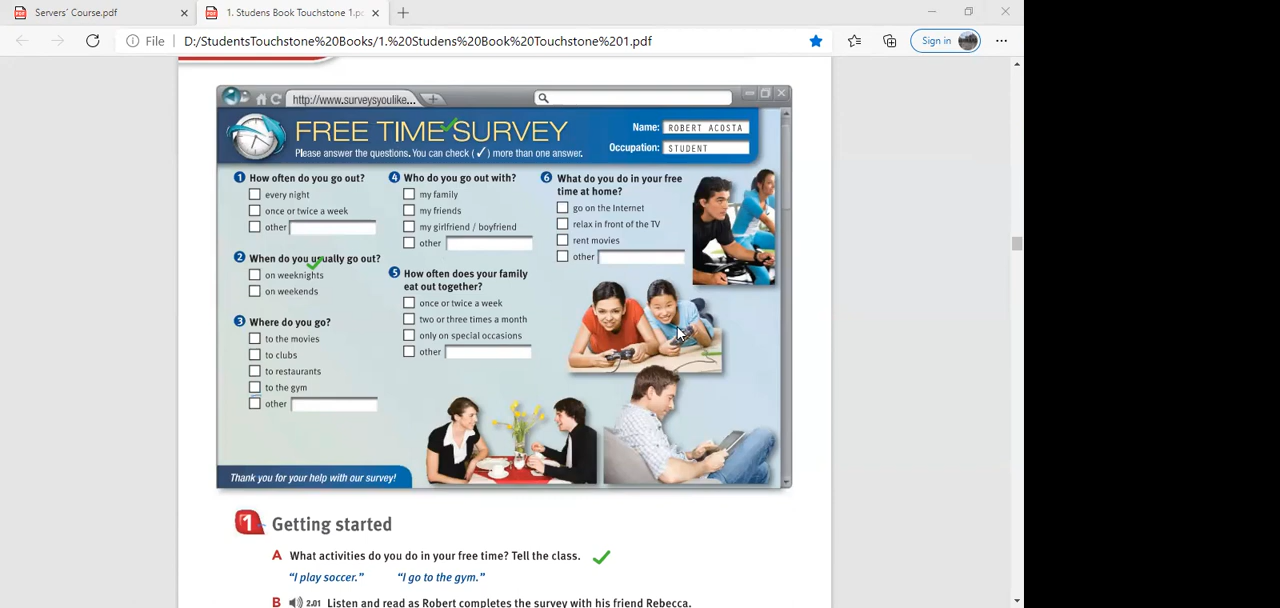 Servers' Course.pdf
1. Studens Book Touchstone 1.pc
File
D:/StudentsTouchstone%20Books/1.%20Studens%20Book%20Touchstone%201.pdf
Sign in
http://www.surveysyoulike...
FREE TIME SURVEY
Please answer the questions. You can check (✓) more than one answer.
Name: ROBERT ACOSTA
Occupation: STUDENT
1 How often do you go out?
every night
once or twice a week
other
2 When do you usually go out?
on weeknights
on weekends
3 Where do you go?
to the movies
to clubs
to restaurants
to the gym
other
4 Who do you go out with?
my family
my friends
my girlfriend / boyfriend
other
5 How often does your family
eat out together?
once or twice a week
two or three times a month
only on special occasions
other
6 What do you do in your free
time at home?
go on the Internet
relax in front of the TV
rent movies
other
Thank you for your help with our survey!
1 Getting started
A What activities do you do in your free time? Tell the class.
"I play soccer." "I go to the gym."
B 2.01 Listen and read as Robert completes the survey with his friend Rebecca.